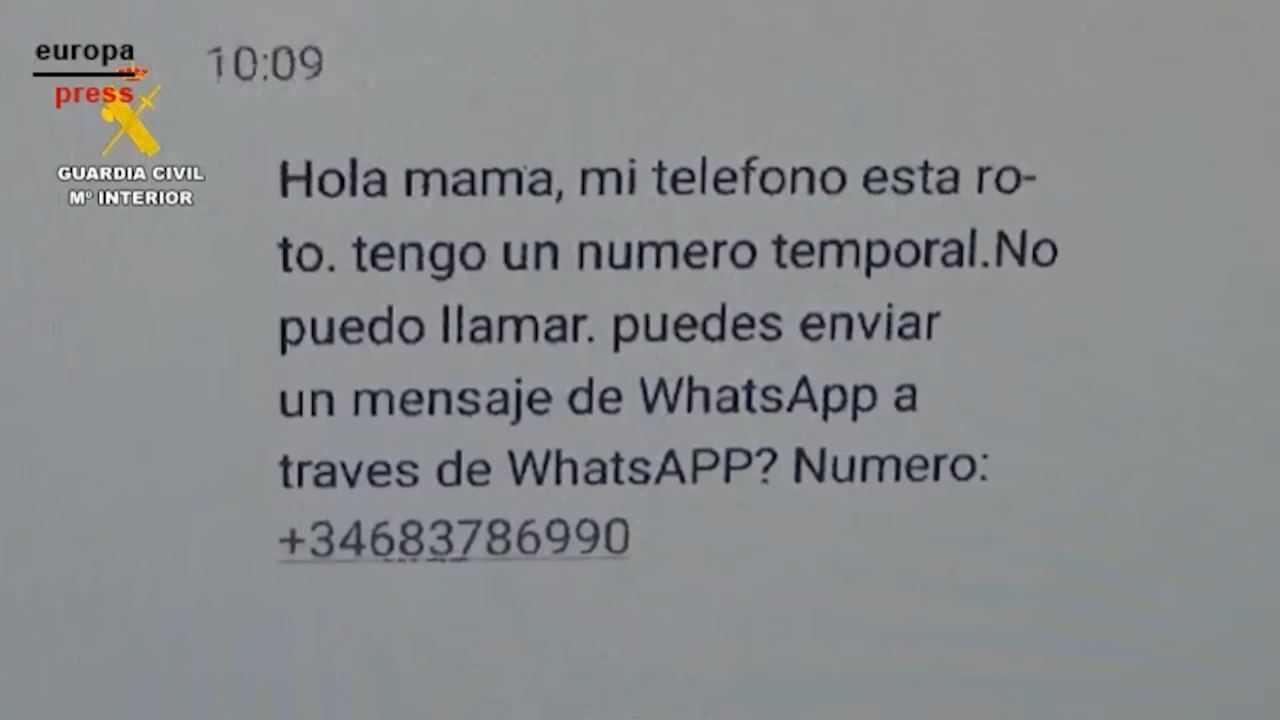 europa
press
GUARDIA CIVIL
Mº INTERIOR
10:09
Hola mama, mi telefono esta ro-
to. tengo un numero temporal.No
puedo llamar. puedes enviar
un mensaje de WhatsApp a
traves de WhatsAPP? Numero:
+34683786990